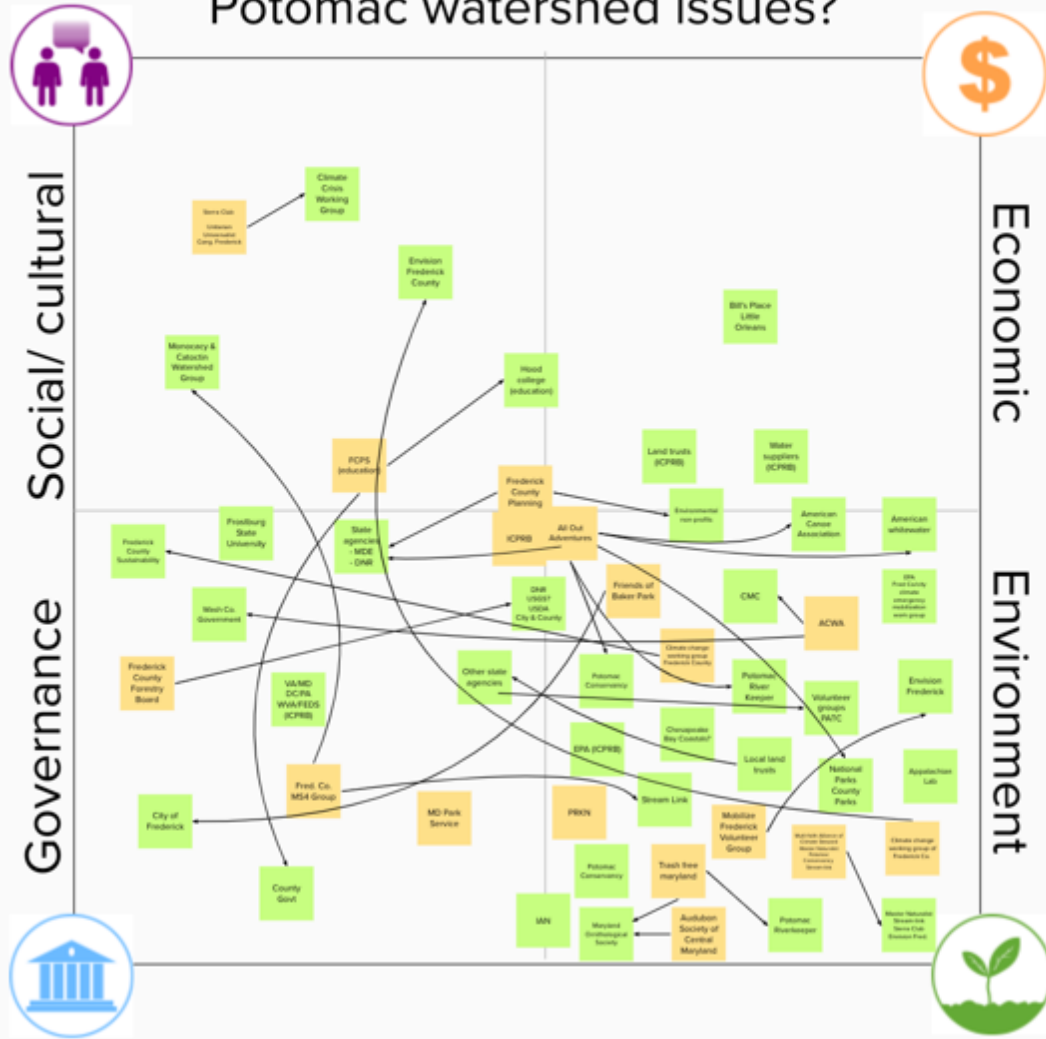 Potomac watershed issues?
Social/ cultural
Economic
Governance
Environment
Climate
Crisis
Working
Group
Sierra Club
Unitarian
Universalist
Cong. Frederick
Envision
Frederick
County
Bill's Place
Little
Orleans
Monocacy &
Catoctin
Watershed
Group
Hood
college
(education)
FCPS
(education)
Land trusts
(ICPRB)
Water
suppliers
(ICPRB)
Frederick
County
Planning
Environmental
non profits
American
Canoe
Association
American
whitewater
Frederick
County
Sustainability
Frostburg
State
University
State
agencies
- MDE
- DNR
ICPRB
All Out
Adventures
Wash Co.
Government
DNR
USGS?
USDA
City & County
Friends of
Baker Park
CMC
ACWA
EPA
Food Co
climate
emergency
mobilization
work group
Frederick
County
Forestry
Board
VA/MD
DC/PA
WVA/FEDS
(ICPRB)
Other state
agencies
Potomac
Conservancy
Climate change
working group
Frederick County
Potomac
River
Keeper
Volunteer
groups
PATC
Envision
Frederick
EPA (ICPRB)
Chesapeake
Bay Coastals?
Local land
trusts
National
Parks
County
Parks
Appalachian
Lab
Fred. Co.
MS4 Group
Stream Link
City of
Frederick
MD Park
Service
PRKN
Mobilize
Frederick
Volunteer
Group
Climate change
working group of
Frederick Co
County
Govt
Potomac
Conservancy
Trash free
maryland
IAN
Maryland
Ornithological
Society
Audubon
Society of
Central
Maryland
Potomac
Riverkeeper
Master Naturalist
Stream link
Sierra Club
Envision Fred.